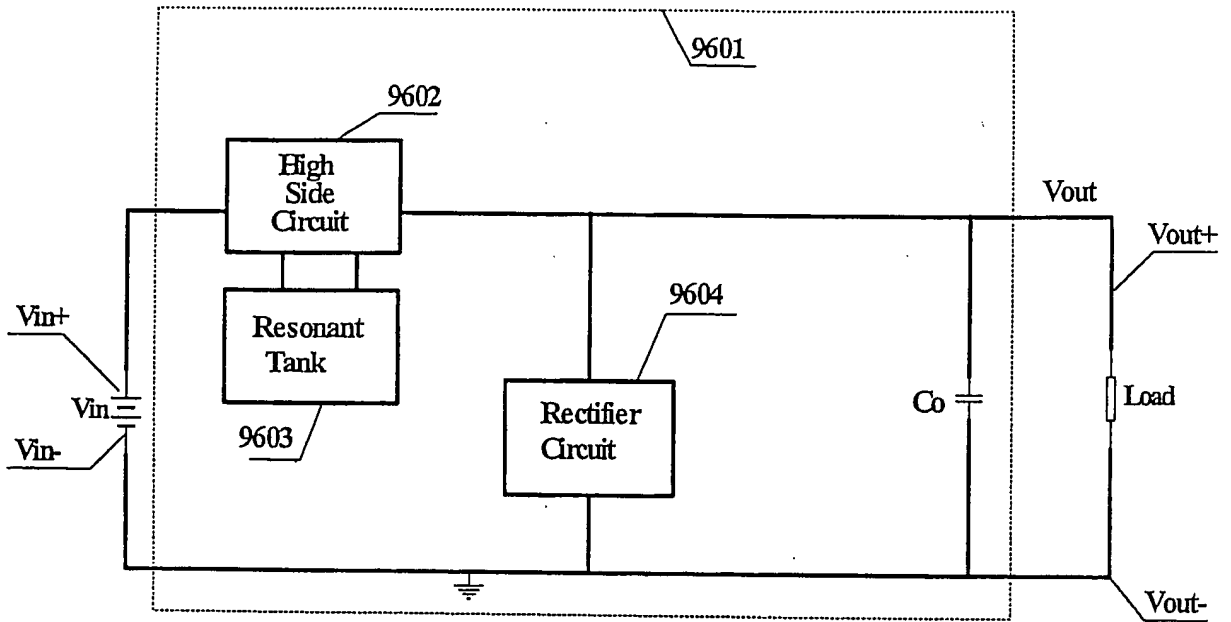 9601
9602
High
Side
Circuit
Vout
Vout+
9604
Vin+
Resonant
Tank
Vin
Rectifier
Circuit
Co
Load
9603
Vin-
Vout-